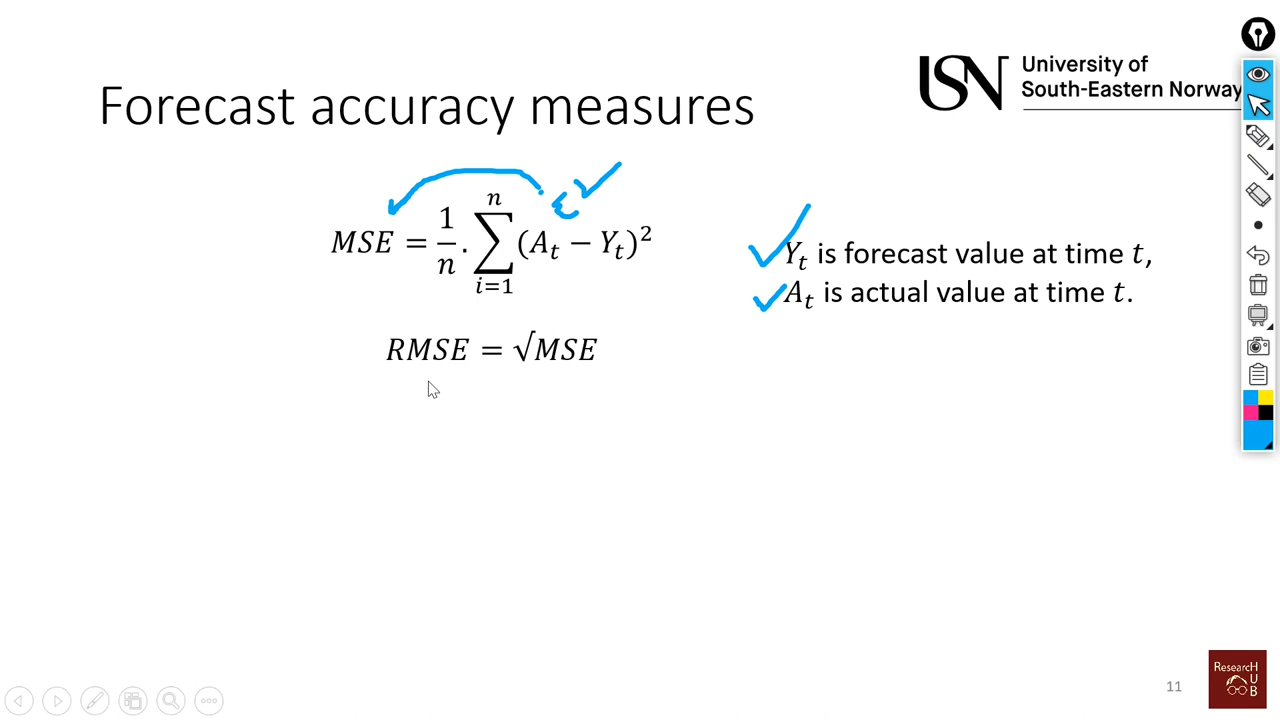 University of
South-Eastern Norway
USN
Forecast accuracy measures
MSE = 1/n . ∑_{i=1}^{n} (A_t − Y_t)²
ε
Y_t is forecast value at time t,
A_t is actual value at time t.
RMSE = √MSE
11
ResearcH
U
B